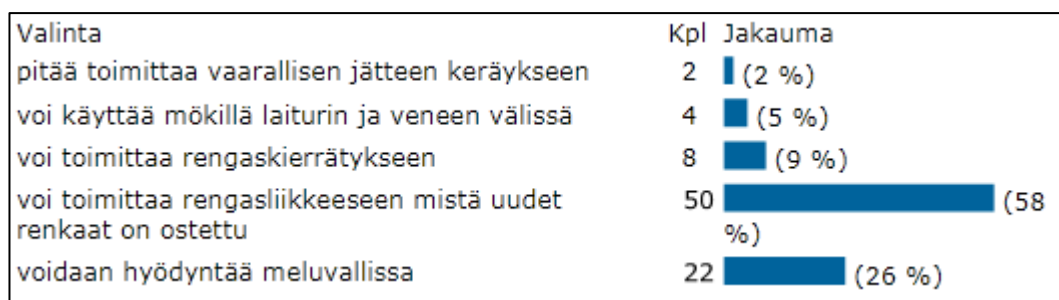 Valinta Kpl Jakauma
pitää toimittaa vaarallisen jätteen keräykseen 2 (2 %)
voi käyttää mökillä laiturin ja veneen välissä 4 (5 %)
voi toimittaa rengaskierrätykseen 8 (9 %)
voi toimittaa rengasliikkeeseen mistä uudet 50 (58
renkaat on ostettu %)
voidaan hyödyntää meluvallissa 22 (26 %)